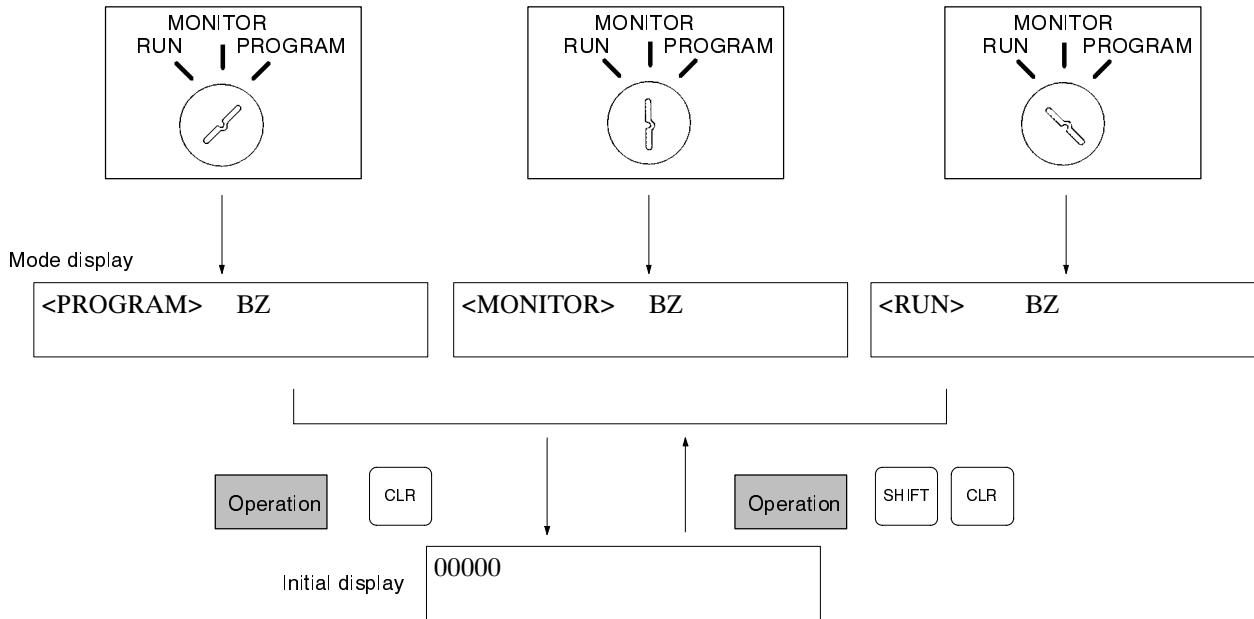 MONITOR
RUN PROGRAM
MONITOR
RUN PROGRAM
MONITOR
RUN PROGRAM
Mode display
<PROGRAM> BZ
<MONITOR> BZ
<RUN> BZ
Operation CLR
Operation SHIFT CLR
Initial display
00000